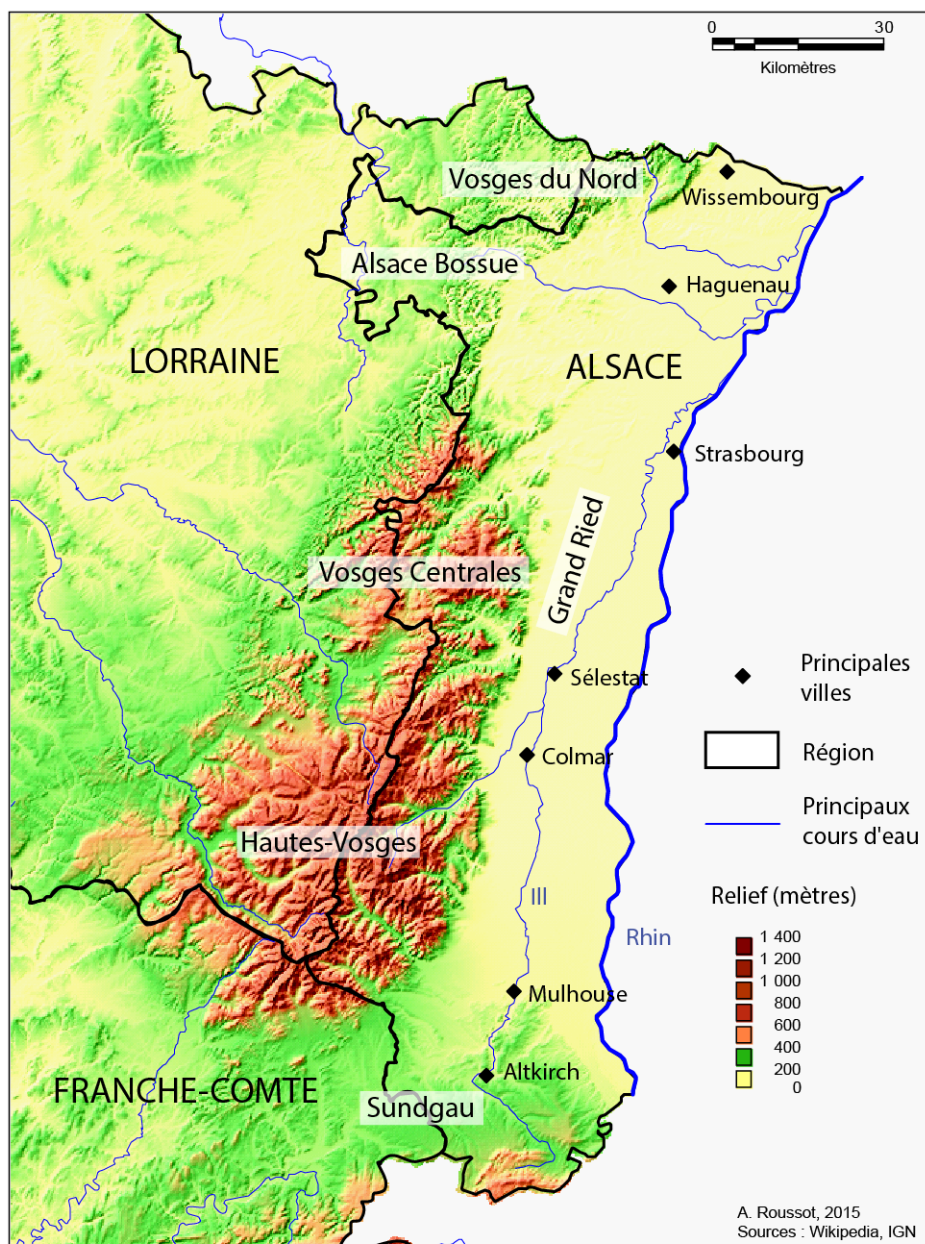 0 30
Kilomètres
Vosges du Nord
Wissembourg
Alsace Bossue
Haguenau
LORRAINE
ALSACE
Strasbourg
Grand Ried
Vosges Centrales
Sélestat
Principales
villes
Colmar
Région
Principaux
cours d'eau
Hautes-Vosges
Ill
Rhin
Relief (mètres)
1 400
1 200
1 000
800
600
400
200
0
Mulhouse
Altkirch
FRANCHE-COMTE
Sundgau
A. Roussot, 2015
Sources : Wikipedia, IGN